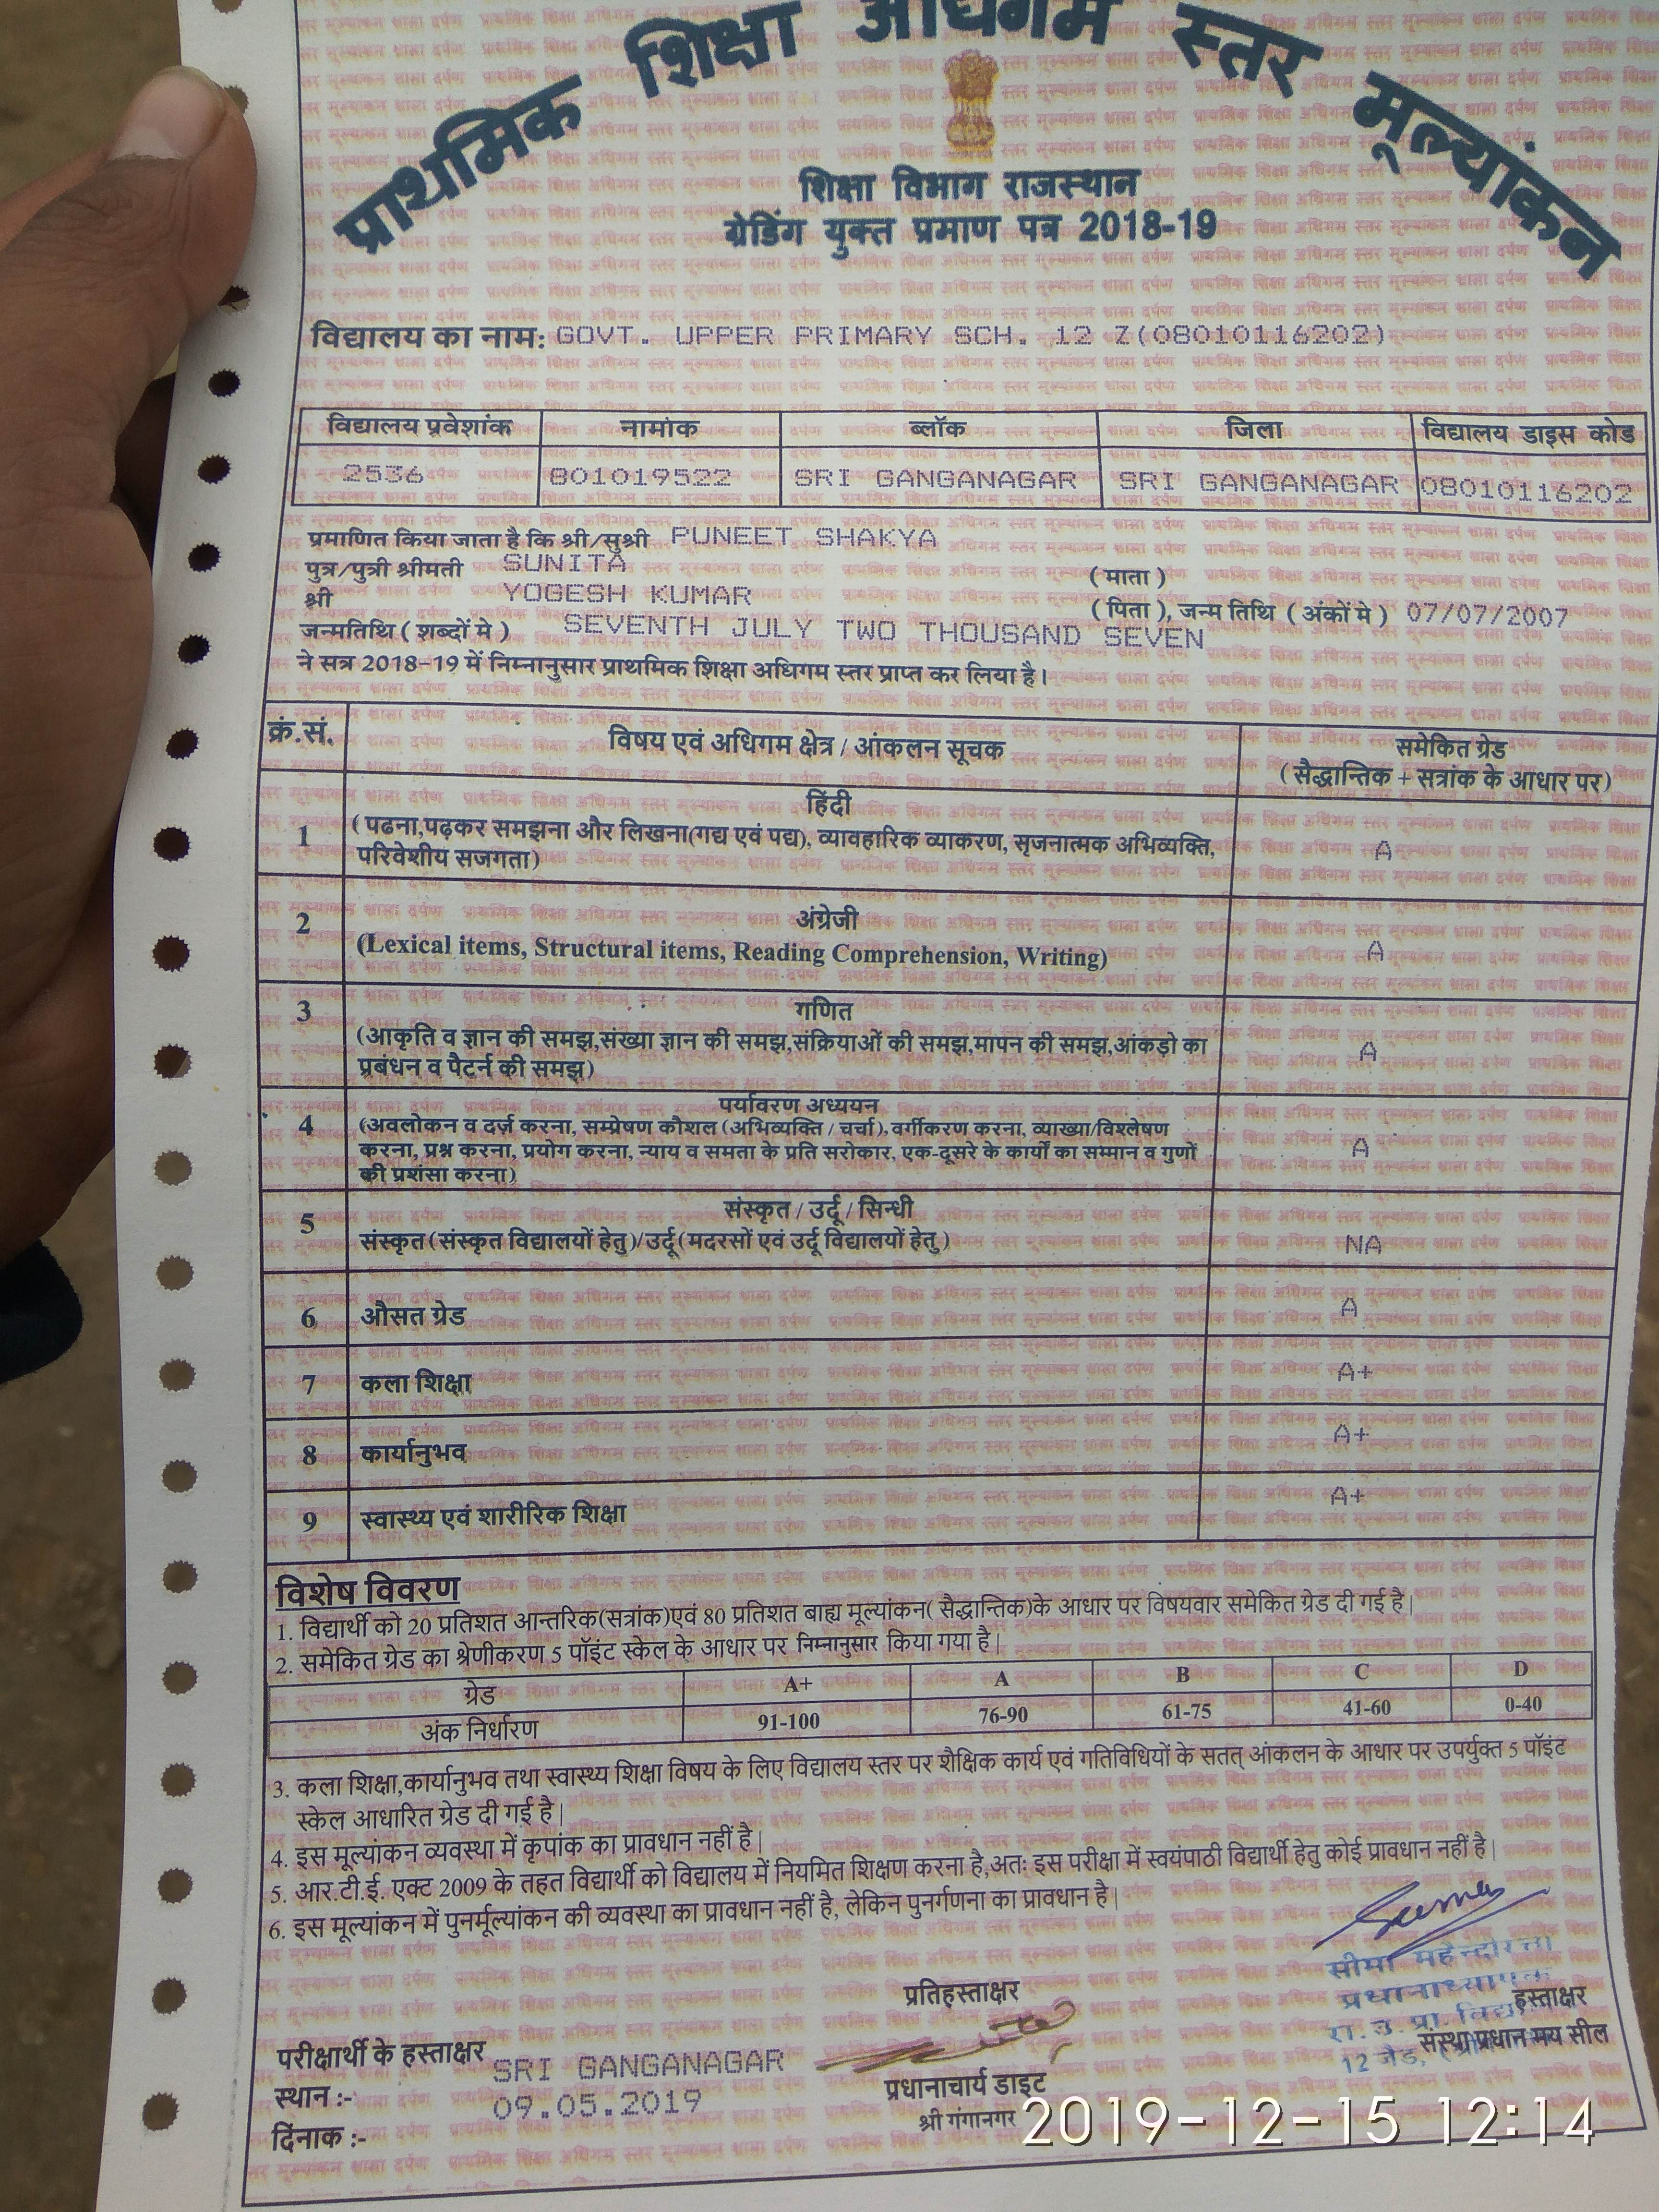 प्राथमिक शिक्षा अधिगम स्तर मूल्यांकन
शिक्षा विभाग राजस्थान
ग्रेडिंग युक्त प्रमाण पत्र 2018-19
विद्यालय का नाम: GOVT. UPPER PRIMARY SCH. 12 Z(08010116202)
विद्यालय प्रवेशांक नामांक ब्लॉक जिला विद्यालय डाइस कोड
2536 801019522 SRI GANGANAGAR SRI GANGANAGAR 08010116202
प्रमाणित किया जाता है कि श्री/सुश्री PUNEET SHAKYA
पुत्र/पुत्री श्रीमती SUNITA (माता)
श्री YOGESH KUMAR (पिता), जन्म तिथि (अंकों मे) 07/07/2007
जन्मतिथि (शब्दों मे) SEVENTH JULY TWO THOUSAND SEVEN
ने सत्र 2018-19 में निम्नानुसार प्राथमिक शिक्षा अधिगम स्तर प्राप्त कर लिया है।
क्रं.सं. विषय एवं अधिगम क्षेत्र / आंकलन सूचक समेकित ग्रेड
(सैद्धान्तिक + सत्रांक के आधार पर)
हिंदी
1 (पढना,पढ़कर समझना और लिखना(गद्य एवं पद्य), व्यावहारिक व्याकरण, सृजनात्मक अभिव्यक्ति, A
परिवेशीय सजगता)
2 अंग्रेजी
(Lexical items, Structural items, Reading Comprehension, Writing) A
3 गणित
(आकृति व ज्ञान की समझ,संख्या ज्ञान की समझ,संक्रियाओं की समझ,मापन की समझ,आंकड़ो का A
प्रबंधन व पैटर्न की समझ)
पर्यावरण अध्ययन
4 (अवलोकन व दर्ज़ करना, सम्प्रेषण कौशल (अभिव्यक्ति / चर्चा), वर्गीकरण करना, व्याख्या/विश्लेषण A
करना, प्रश्न करना, प्रयोग करना, न्याय व समता के प्रति सरोकार, एक-दूसरे के कार्यों का सम्मान व गुणों
की प्रशंसा करना)
5 संस्कृत / उर्दू / सिन्धी
संस्कृत (संस्कृत विद्यालयों हेतु)/उर्दू (मदरसों एवं उर्दू विद्यालयों हेतु) NA
6 औसत ग्रेड A
7 कला शिक्षा A+
8 कार्यानुभव A+
9 स्वास्थ्य एवं शारीरिक शिक्षा A+
विशेष विवरण
1. विद्यार्थी को 20 प्रतिशत आन्तरिक(सत्रांक)एवं 80 प्रतिशत बाह्य मूल्यांकन( सैद्धान्तिक)के आधार पर विषयवार समेकित ग्रेड दी गई है|
2. समेकित ग्रेड का श्रेणीकरण 5 पॉइंट स्केल के आधार पर निम्नानुसार किया गया है|
ग्रेड A+ A B C D
अंक निर्धारण 91-100 76-90 61-75 41-60 0-40
3. कला शिक्षा,कार्यानुभव तथा स्वास्थ्य शिक्षा विषय के लिए विद्यालय स्तर पर शैक्षिक कार्य एवं गतिविधियों के सतत् आंकलन के आधार पर उपर्युक्त 5 पॉइंट
स्केल आधारित ग्रेड दी गई है|
4. इस मूल्यांकन व्यवस्था में कृपांक का प्रावधान नहीं है|
5. आर.टी.ई. एक्ट 2009 के तहत विद्यार्थी को विद्यालय में नियमित शिक्षण करना है,अतः इस परीक्षा में स्वयंपाठी विद्यार्थी हेतु कोई प्रावधान नहीं है|
6. इस मूल्यांकन में पुनर्मूल्यांकन की व्यवस्था का प्रावधान नहीं है, लेकिन पुनर्गणना का प्रावधान है|
सीमा
प्रधानाध्यापक
रा. उ. प्रा.
12 जैड,
प्रतिहस्ताक्षर हस्ताक्षर
परीक्षार्थी के हस्ताक्षर संस्था प्रधान मय सील
स्थान :- SRI GANGANAGAR प्रधानाचार्य डाइट
दिंनाक :- 09.05.2019 श्री गंगानगर
2019-12-15 12:14